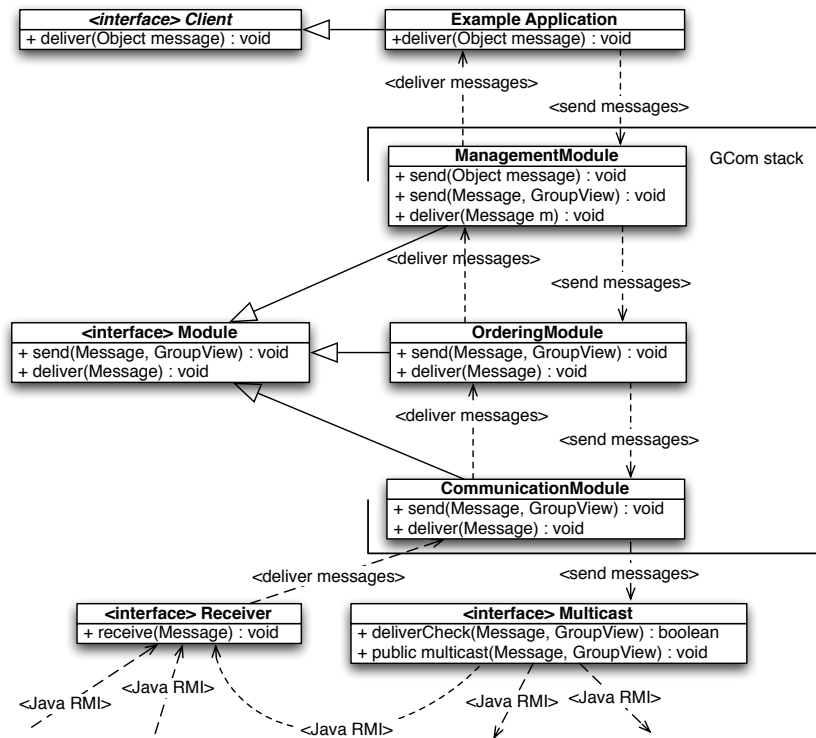 <interface> Client
+ deliver(Object message) : void
Example Application
+deliver(Object message) : void
<deliver messages>
<send messages>
GCom stack
ManagementModule
+ send(Object message) : void
+ send(Message, GroupView) : void
+ deliver(Message m) : void
<deliver messages>
<send messages>
<interface> Module
+ send(Message, GroupView) : void
+ deliver(Message) : void
OrderingModule
+ send(Message, GroupView) : void
+ deliver(Message) : void
<deliver messages>
<send messages>
CommunicationModule
+ send(Message, GroupView) : void
+ deliver(Message) : void
<deliver messages>
<send messages>
<interface> Receiver
+ receive(Message) : void
<interface> Multicast
+ deliverCheck(Message, GroupView) : boolean
+ public multicast(Message, GroupView) : void
<Java RMI>
<Java RMI>
<Java RMI>
<Java RMI>
<Java RMI>